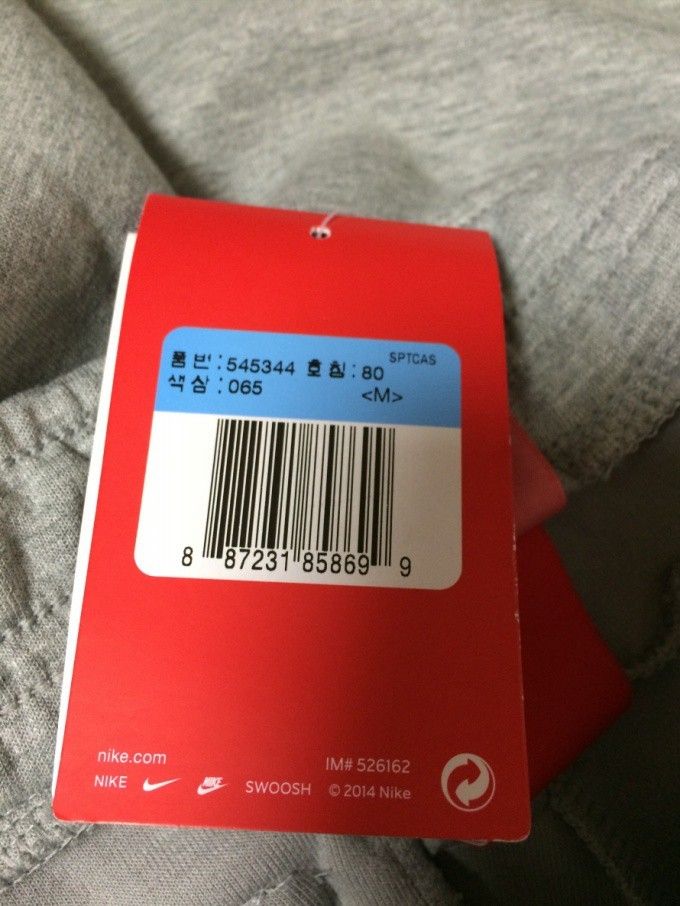 SPTCAS
품 번 : 545344 호 칭 : 80
색 상 : 065 <M>
8 87231 85869 9
nike.com
NIKE NIKE SWOOSH
IM# 526162
© 2014 Nike